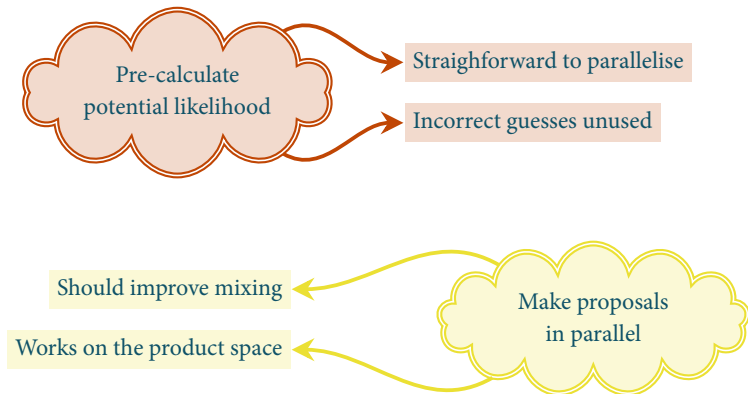 Pre-calculate
potential likelihood
Straighforward to parallelise
Incorrect guesses unused
Should improve mixing
Works on the product space
Make proposals
in parallel